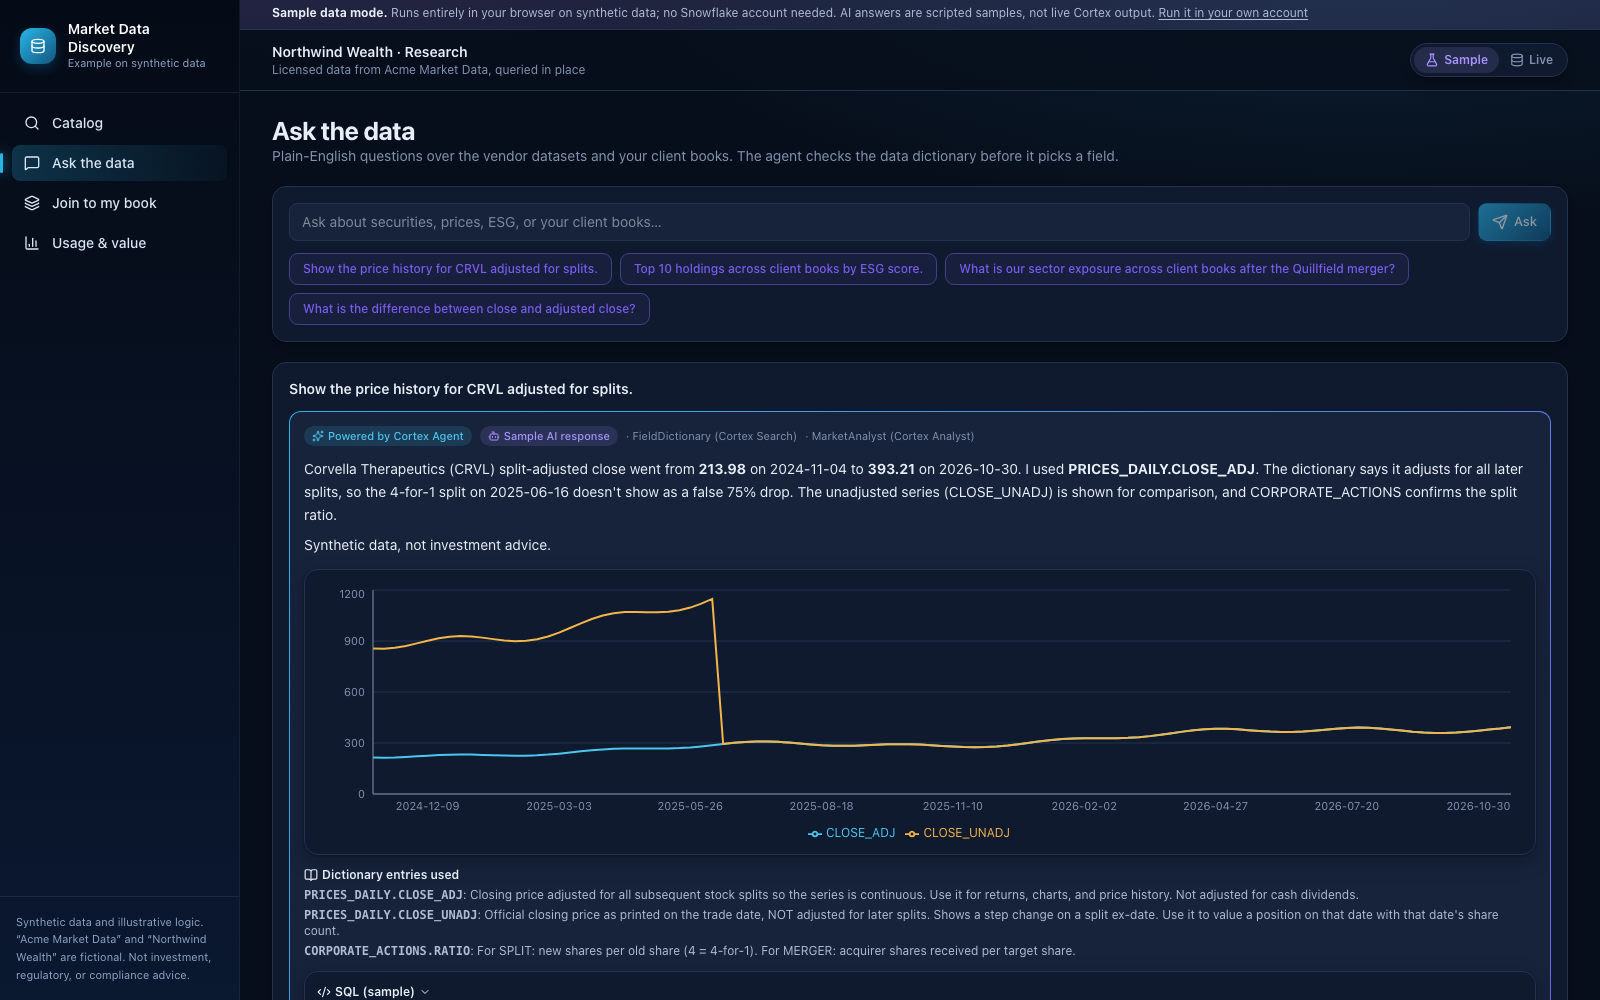 Market Data
Discovery
Example on synthetic data
Catalog
Ask the data
Join to my book
Usage & value
Synthetic data and illustrative logic.
“Acme Market Data” and “Northwind
Wealth” are fictional. Not investment,
regulatory, or compliance advice.
Sample data mode. Runs entirely in your browser on synthetic data; no Snowflake account needed. AI answers are scripted samples, not live Cortex output. Run it in your own account
Northwind Wealth · Research
Licensed data from Acme Market Data, queried in place
Sample
Live
Ask the data
Plain-English questions over the vendor datasets and your client books. The agent checks the data dictionary before it picks a field.
Ask about securities, prices, ESG, or your client books...
Ask
Show the price history for CRVL adjusted for splits.
Top 10 holdings across client books by ESG score.
What is our sector exposure across client books after the Quillfield merger?
What is the difference between close and adjusted close?
Show the price history for CRVL adjusted for splits.
Powered by Cortex Agent
Sample AI response
· FieldDictionary (Cortex Search)
· MarketAnalyst (Cortex Analyst)
Corvella Therapeutics (CRVL) split-adjusted close went from 213.98 on 2024-11-04 to 393.21 on 2026-10-30. I used PRICES_DAILY.CLOSE_ADJ. The dictionary says it adjusts for all later
splits, so the 4-for-1 split on 2025-06-16 doesn't show as a false 75% drop. The unadjusted series (CLOSE_UNADJ) is shown for comparison, and CORPORATE_ACTIONS confirms the split
ratio.
Synthetic data, not investment advice.
1200
900
600
300
0
2024-12-09
2025-03-03
2025-05-26
2025-08-18
2025-11-10
2026-02-02
2026-04-27
2026-07-20
2026-10-30
CLOSE_ADJ
CLOSE_UNADJ
Dictionary entries used
PRICES_DAILY.CLOSE_ADJ: Closing price adjusted for all subsequent stock splits so the series is continuous. Use it for returns, charts, and price history. Not adjusted for cash dividends.
PRICES_DAILY.CLOSE_UNADJ: Official closing price as printed on the trade date, NOT adjusted for later splits. Shows a step change on a split ex-date. Use it to value a position on that date with that date's share
count.
CORPORATE_ACTIONS.RATIO: For SPLIT: new shares per old share (4 = 4-for-1). For MERGER: acquirer shares received per target share.
</> SQL (sample)